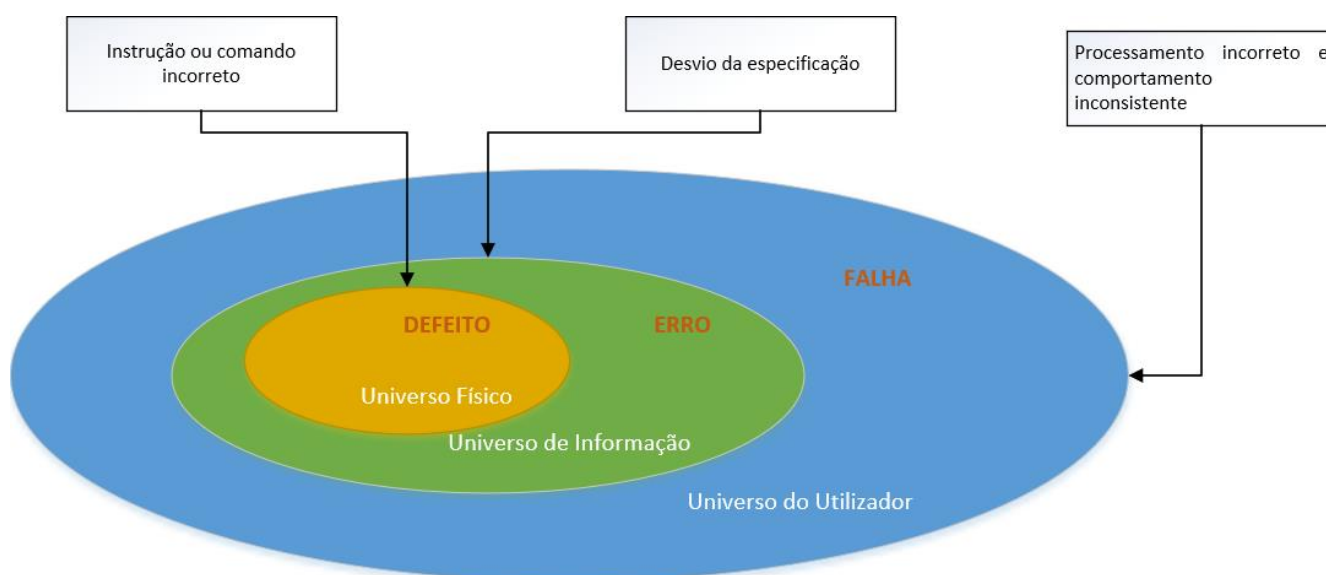 Instrução ou comando
incorreto
Desvio da especificação
Processamento incorreto e
comportamento
inconsistente
FALHA
DEFEITO
ERRO
Universo Físico
Universo de Informação
Universo do Utilizador